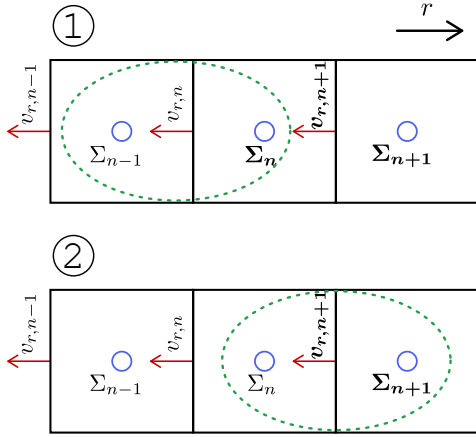 ① r
v_{r,n−1} v_{r,n} **v_{r,n+1}**
Σ_{n−1} **Σ_n** **Σ_{n+1}**
②
v_{r,n−1} v_{r,n} **v_{r,n+1}**
Σ_{n−1} Σ_n **Σ_{n+1}**